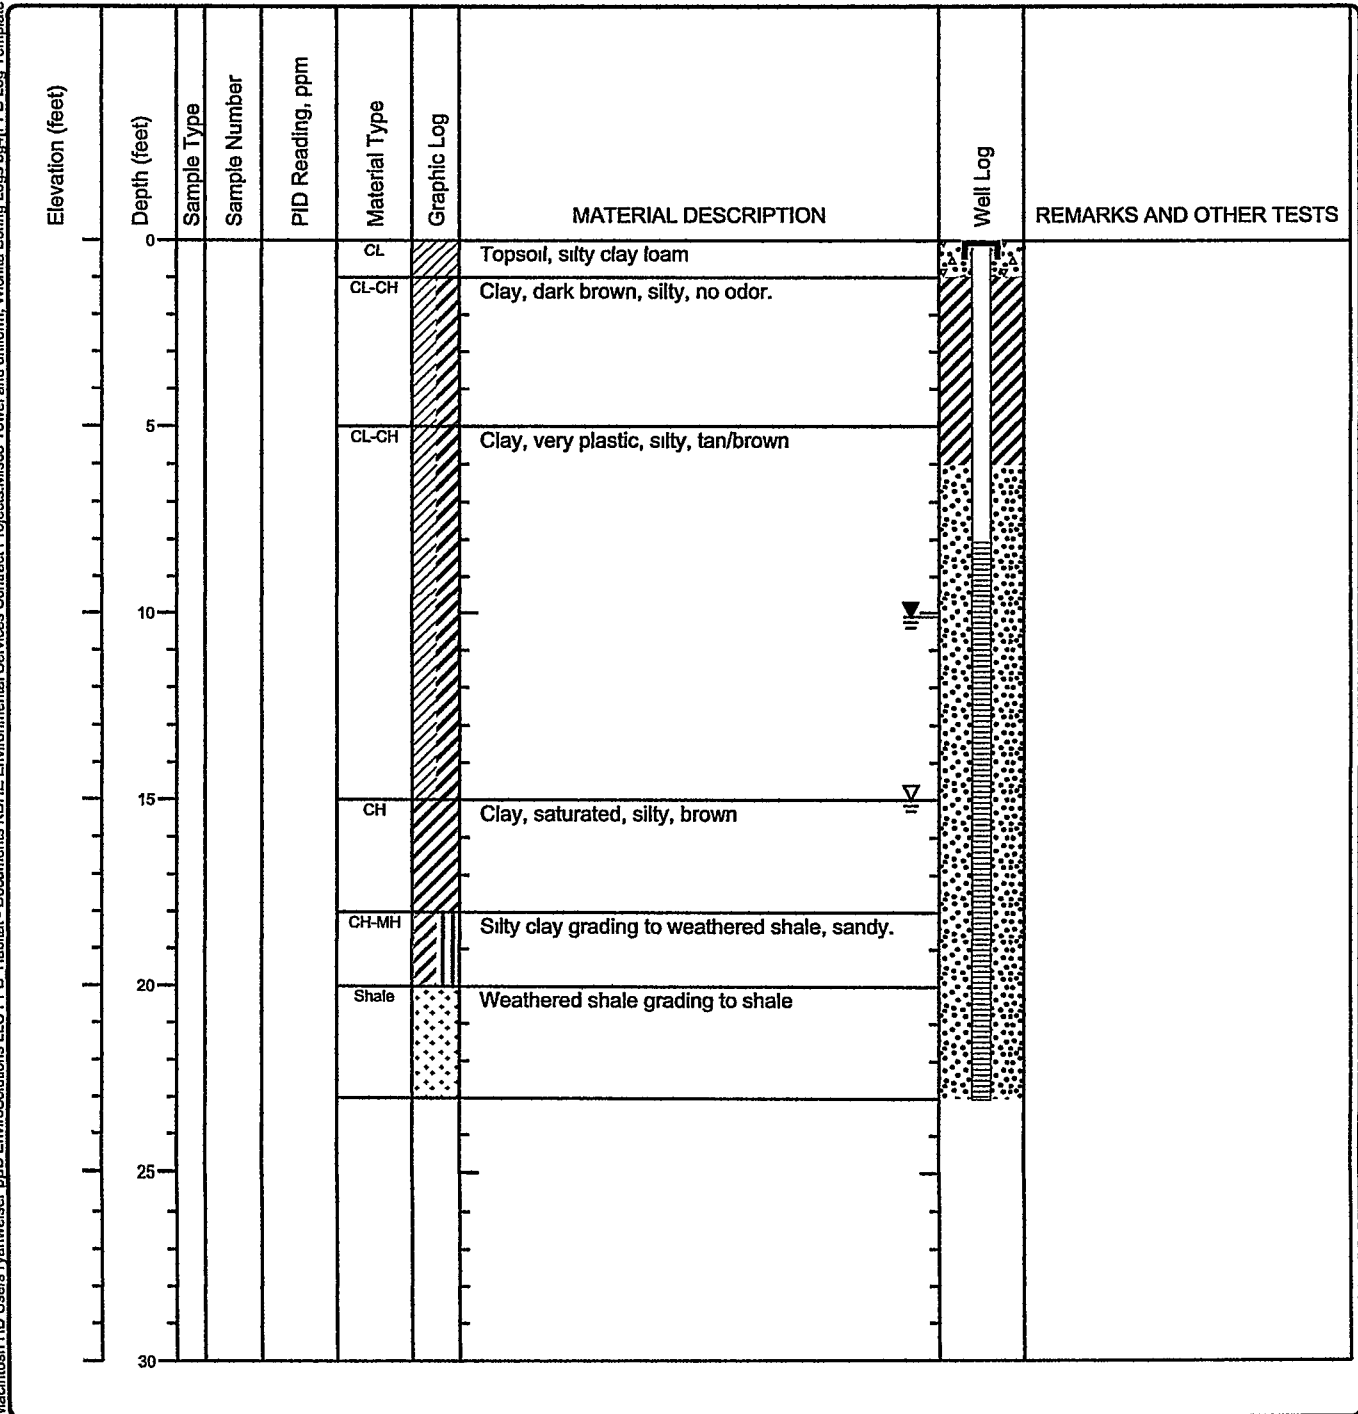 Elevation (feet)
Depth (feet)
Sample Type
Sample Number
PID Reading, ppm
Material Type
Graphic Log
MATERIAL DESCRIPTION
Well Log
REMARKS AND OTHER TESTS
0
CL
Topsoil, silty clay loam
CL-CH
Clay, dark brown, silty, no odor.
5
CL-CH
Clay, very plastic, silty, tan/brown
10
15
CH
Clay, saturated, silty, brown
CH-MH
Silty clay grading to weathered shale, sandy.
20
Shale
Weathered shale grading to shale
25
30